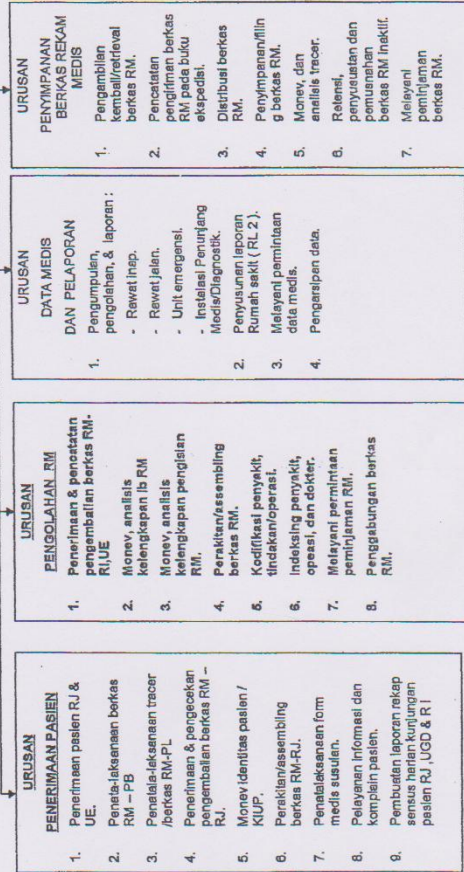 URUSAN
PENERIMAAN PASIEN
1. Penerimaan pasien RJ &
UE.
2. Penata-laksanaan berkas
RM – PB
3. Penatala-laksanaan tracer
/berkas RM-PL
4. Penerimaan & pengecekan
pengembalian berkas RM –
RJ.
5. Monev identitas pasien /
KIUP.
6. Perakitan/assembling
berkas RM-RJ.
7. Penatalaksanaan form
medis susulan.
8. Pelayanan informasi dan
komplain pasien.
9. Pembuatan laporan rekap
sensus harian kunjungan
pasien RJ ,UGD & R I
URUSAN
PENGOLAHAN RM
1. Penerimaan & pencatatan
pengembalian berkas RM-
RI,UE
2. Monev, analisis
kelengkapan lb RM
3. Monev, analisis
kelengkapan pengisian
RM.
4. Perakitan/assembling
berkas RM.
5. Kodifikasi penyakit,
tindakan/operasi.
6. Indeksing penyakit,
opeasi, dan dokter.
7. Melayani permintaan
peminjaman RM.
8. Penggabungan berkas
RM.
URUSAN
DATA MEDIS
DAN PELAPORAN
1. Pengumpulan,
pengolahan, & laporan :
- Rawat inap.
- Rawat jalan.
- Unit emergensi.
- Instalasi Penunjang
Medis/Diagnostik.
2. Penyusunan laporan
Rumah sakit ( RL 2 ).
3. Melayani permintaan
data medis.
4. Pengarsipan data.
URUSAN
PENYIMPANAN
BERKAS REKAM
MEDIS
1. Pengambilan
kembali/retrieval
berkas RM.
2. Pencatatan
pengiriman berkas
RM pada buku
ekspedisi.
3. Distribusi berkas
RM.
4. Penyimpanan/filin
g berkas RM.
5. Monev, dan
analisis tracer.
6. Retensi,
penyusutan dan
pemusnahan
berkas RM inaktif.
7. Melayani
peminjaman
berkas RM.